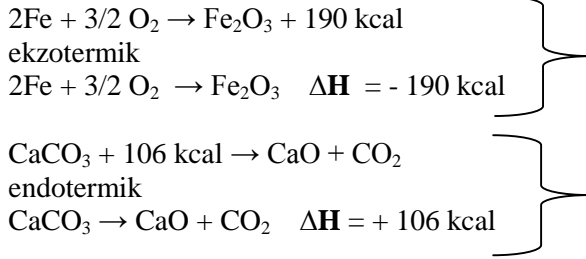 2Fe + 3/2 O₂ → Fe₂O₃ + 190 kcal
ekzotermik
2Fe + 3/2 O₂ → Fe₂O₃ ΔH = - 190 kcal
CaCO₃ + 106 kcal → CaO + CO₂
endotermik
CaCO₃ → CaO + CO₂ ΔH = + 106 kcal